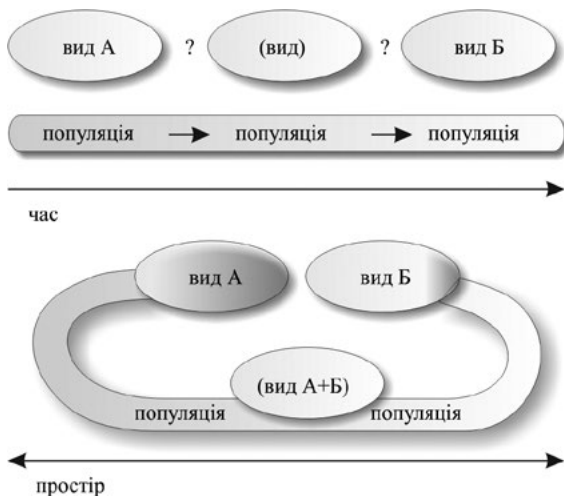 вид А ? (вид) ? вид Б
популяція популяція популяція
час
вид А вид Б
(вид А+Б)
популяція популяція
простір